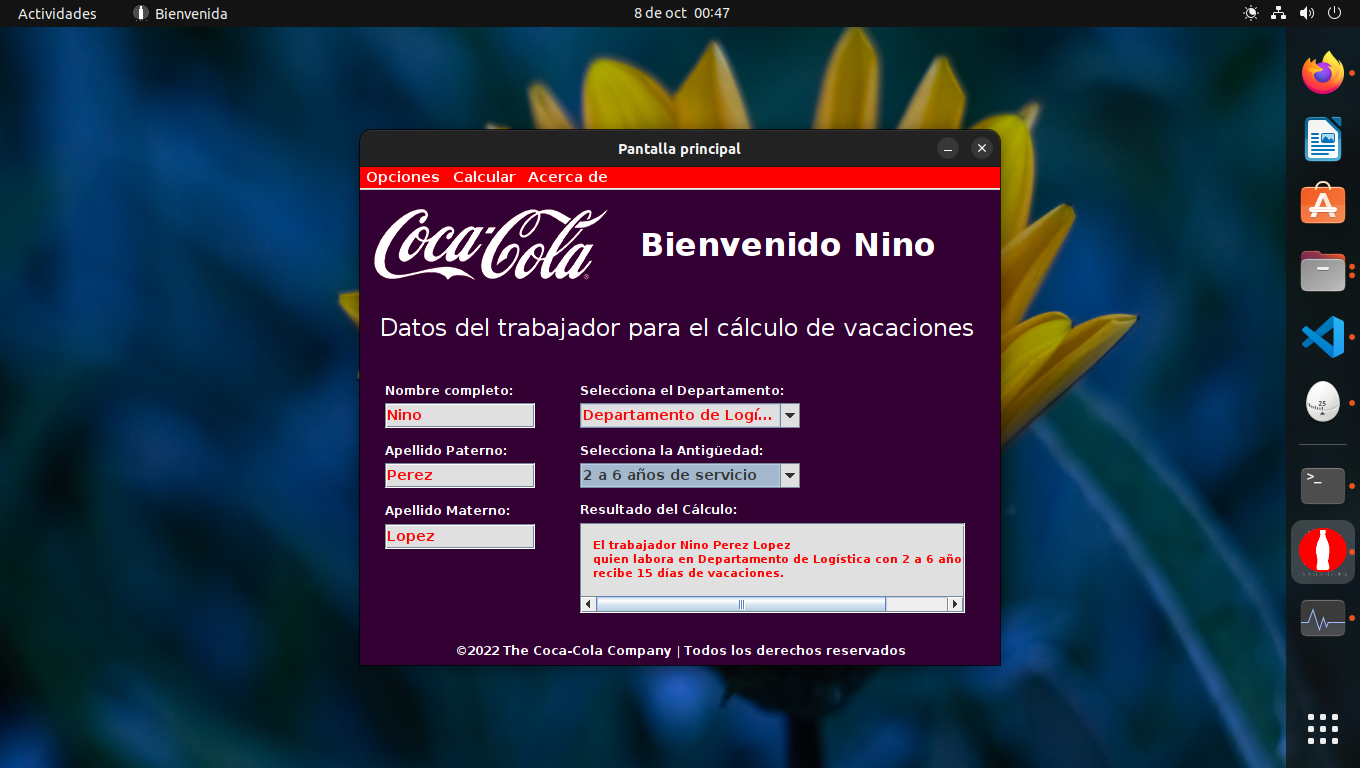 Actividades
Bienvenida
8 de oct 00:47
Pantalla principal
Opciones Calcular Acerca de
Coca-Cola®
Bienvenido Nino
Datos del trabajador para el cálculo de vacaciones
Nombre completo:
Nino
Apellido Paterno:
Perez
Apellido Materno:
Lopez
Selecciona el Departamento:
Departamento de Logí...
Selecciona la Antigüedad:
2 a 6 años de servicio
Resultado del Cálculo:
El trabajador Nino Perez Lopez
quien labora en Departamento de Logística con 2 a 6 año
recibe 15 días de vacaciones.
©2022 The Coca-Cola Company | Todos los derechos reservados
25
>_